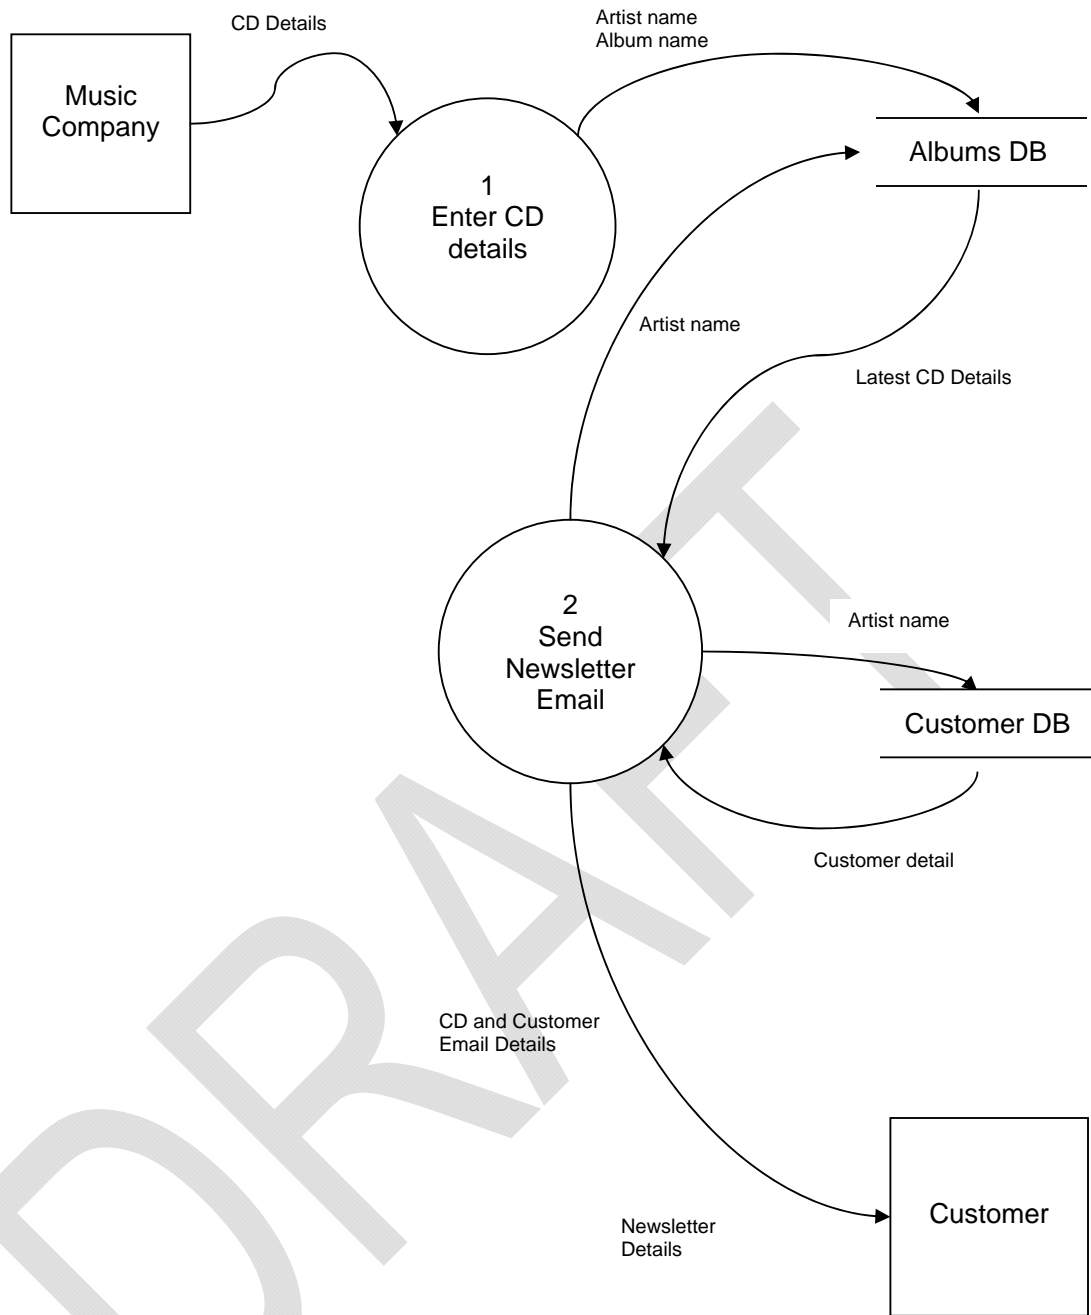 CD Details
Artist name
Album name
Music
Company
Albums DB
1
Enter CD
details
Artist name
Latest CD Details
2
Send
Newsletter
Email
Artist name
Customer DB
Customer detail
CD and Customer
Email Details
Customer
Newsletter
Details
DRAFT